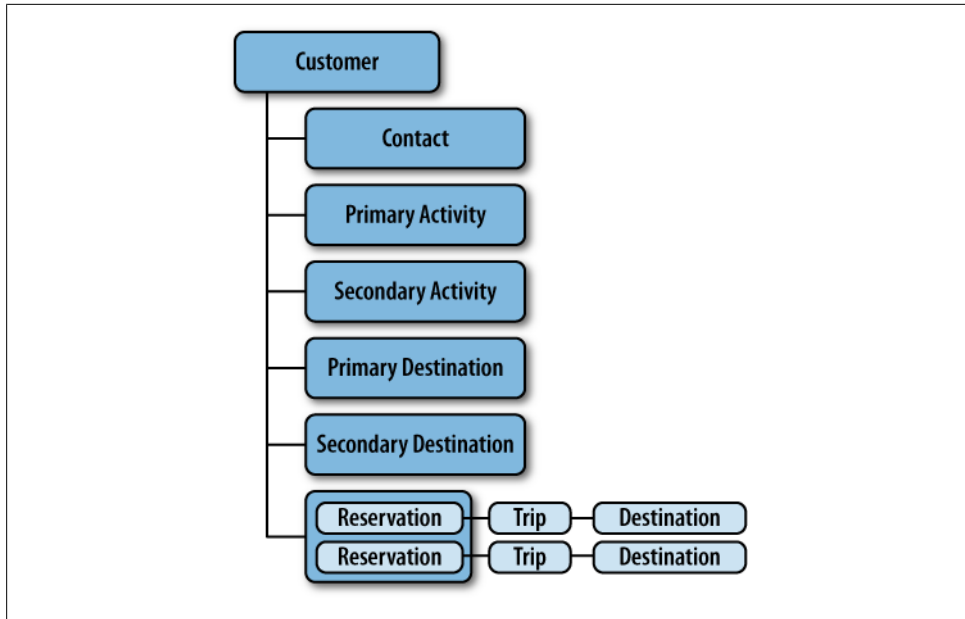 Customer
Contact
Primary Activity
Secondary Activity
Primary Destination
Secondary Destination
Reservation Trip Destination
Reservation Trip Destination